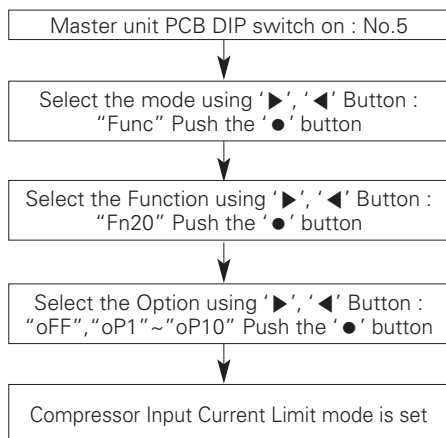 Master unit PCB DIP switch on : No.5
Select the mode using ‘▶’, ‘◀’ Button :
“Func” Push the ‘●’ button
Select the Function using ‘▶’, ‘◀’ Button :
“Fn20” Push the ‘●’ button
Select the Option using ‘▶’, ‘◀’ Button :
“oFF”,“oP1”~”oP10” Push the ‘●’ button
Compressor Input Current Limit mode is set